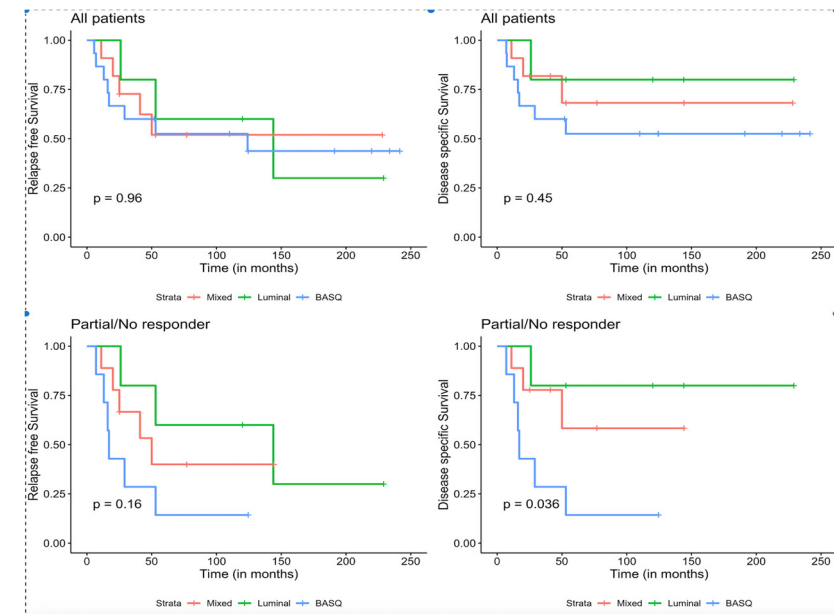 All patients
Relapse free Survival
1.00
0.75
0.50
0.25
0.00
p = 0.96
0 50 100 150 200 250
Time (in months)
Strata Mixed Luminal BASQ
All patients
Disease specific Survival
1.00
0.75
0.50
0.25
0.00
p = 0.45
0 50 100 150 200 250
Time (in months)
Strata Mixed Luminal BASQ
Partial/No responder
Relapse free Survival
1.00
0.75
0.50
0.25
0.00
p = 0.16
0 50 100 150 200 250
Time (in months)
Strata Mixed Luminal BASQ
Partial/No responder
Disease specific Survival
1.00
0.75
0.50
0.25
0.00
p = 0.036
0 50 100 150 200 250
Time (in months)
Strata Mixed Luminal BASQ